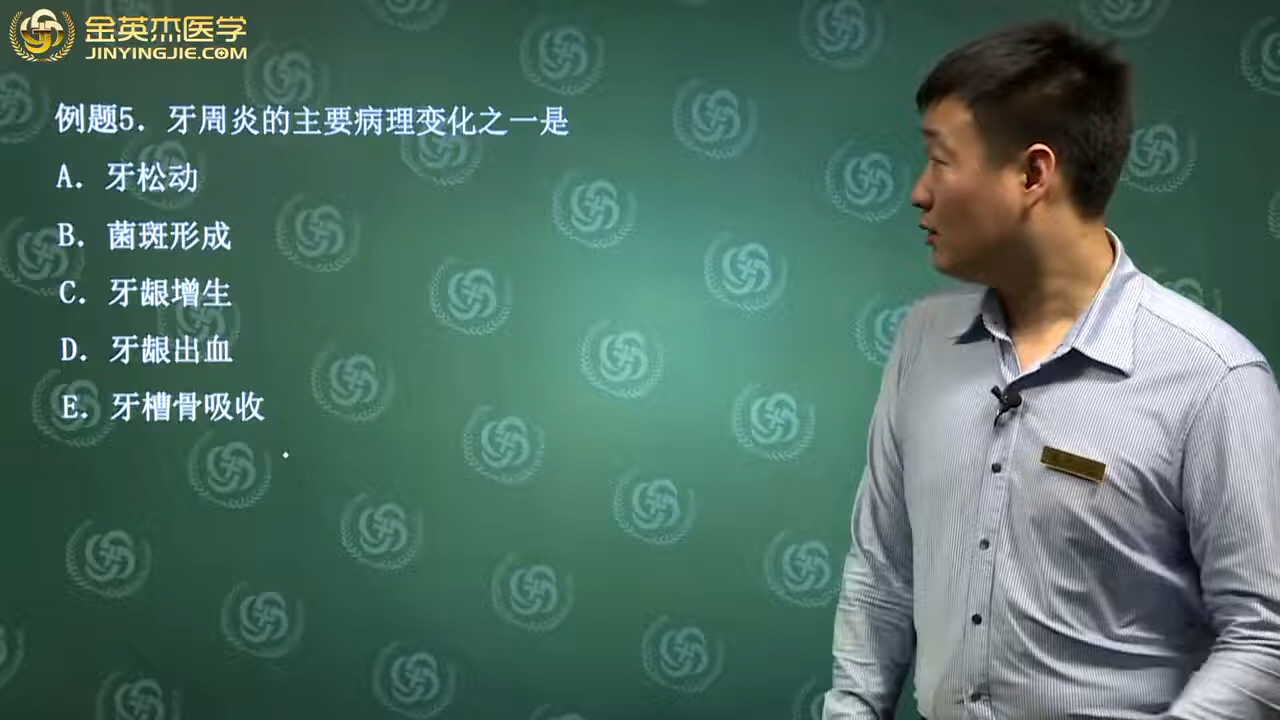 金英杰医学
JINYINGJIE.COM
例题5. 牙周炎的主要病理变化之一是
A. 牙松动
B. 菌斑形成
C. 牙龈增生
D. 牙龈出血
E. 牙槽骨吸收